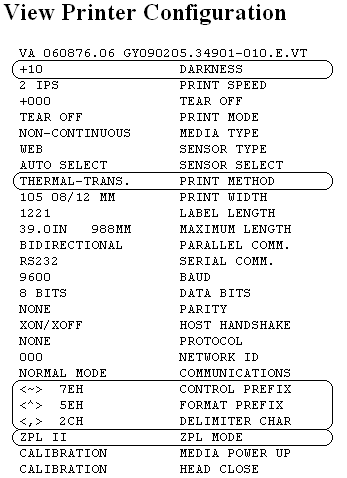 View Printer Configuration
VA 060876.06 GY090205.34901-010.E.VT
+10 DARKNESS
2 IPS PRINT SPEED
+000 TEAR OFF
TEAR OFF PRINT MODE
NON-CONTINUOUS MEDIA TYPE
WEB SENSOR TYPE
AUTO SELECT SENSOR SELECT
THERMAL-TRANS. PRINT METHOD
105 08/12 MM PRINT WIDTH
1221 LABEL LENGTH
39.0IN 988MM MAXIMUM LENGTH
BIDIRECTIONAL PARALLEL COMM.
RS232 SERIAL COMM.
9600 BAUD
8 BITS DATA BITS
NONE PARITY
XON/XOFF HOST HANDSHAKE
NONE PROTOCOL
000 NETWORK ID
NORMAL MODE COMMUNICATIONS
<~> 7EH CONTROL PREFIX
<^> 5EH FORMAT PREFIX
<,> 2CH DELIMITER CHAR
ZPL II ZPL MODE
CALIBRATION MEDIA POWER UP
CALIBRATION HEAD CLOSE